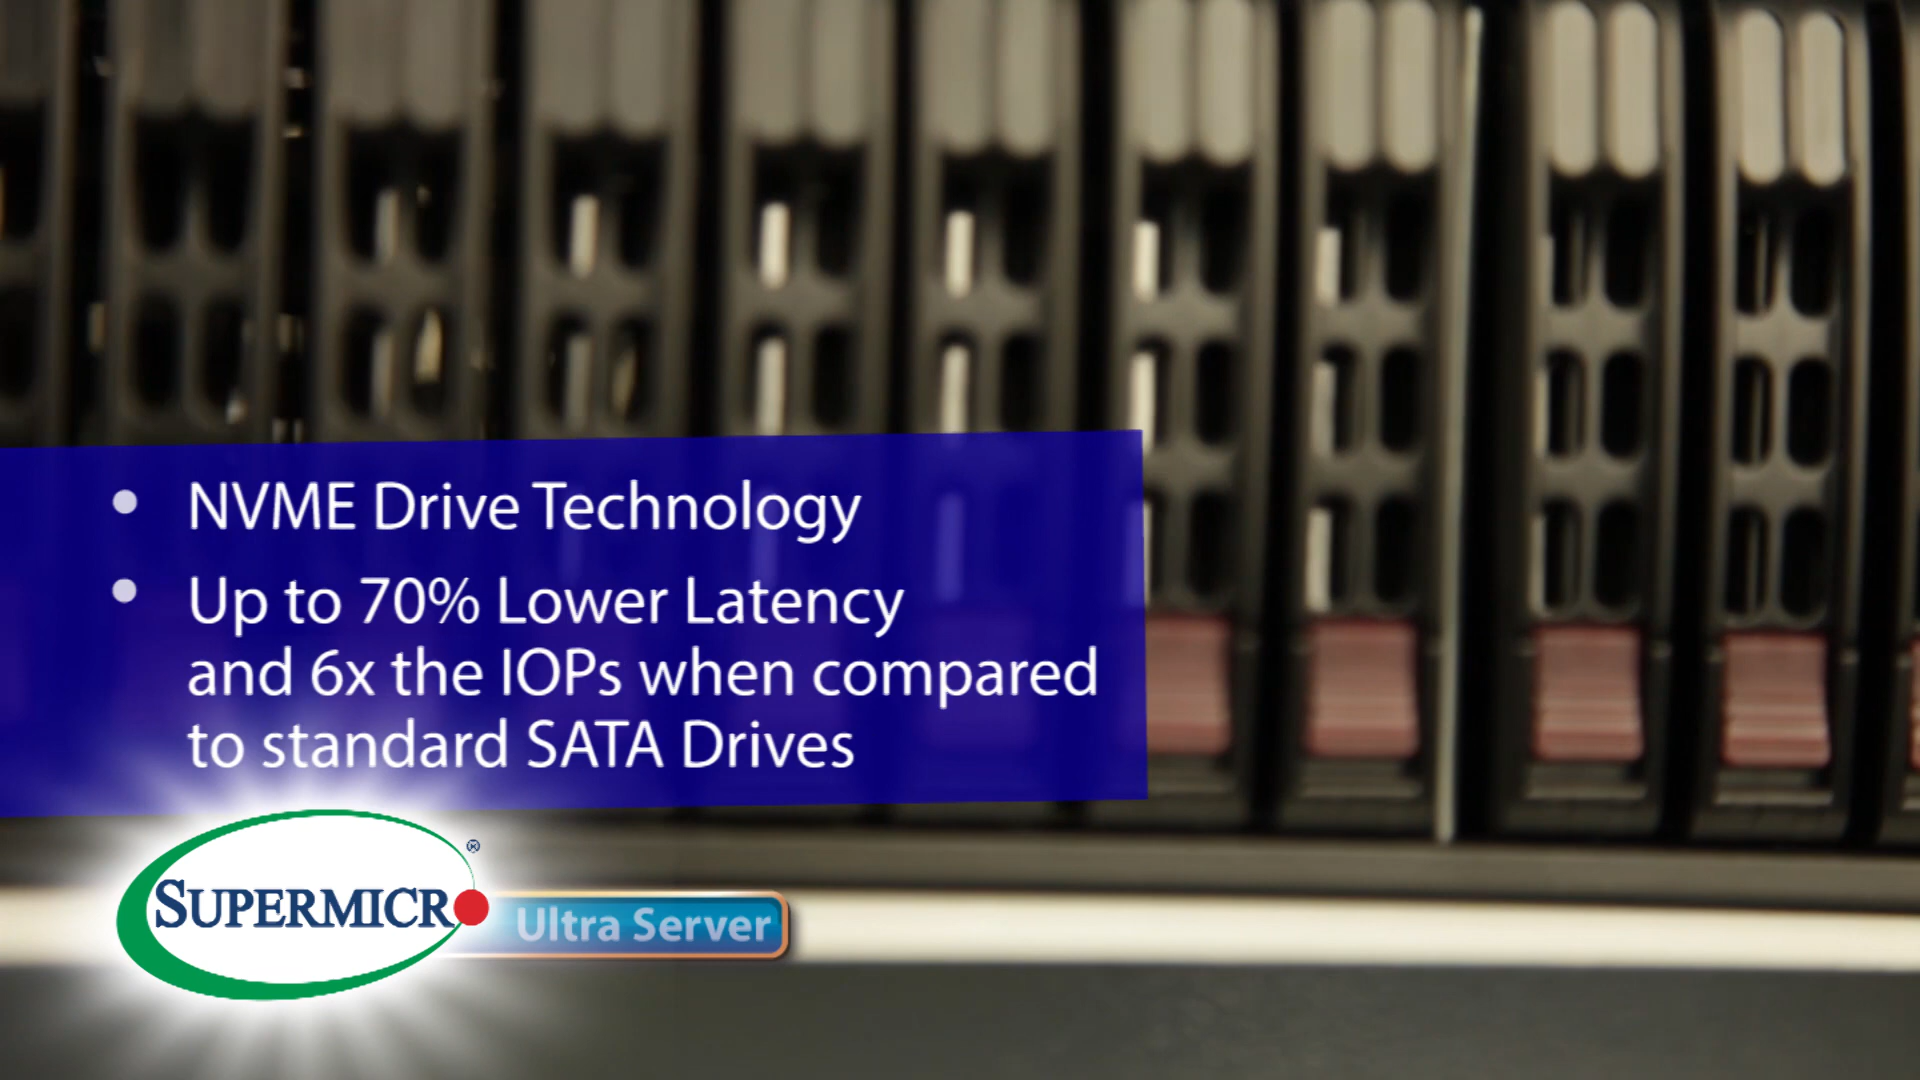 • NVME Drive Technology
• Up to 70% Lower Latency
and 6x the IOPs when compared
to standard SATA Drives
SUPERMICRO®
Ultra Server